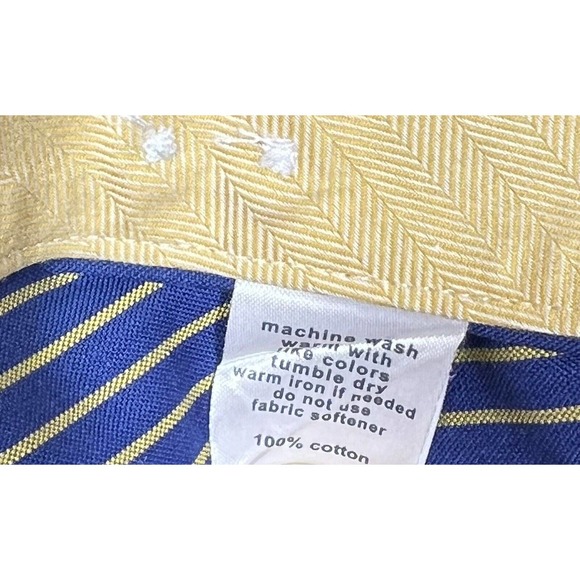 machine wash
warm with
like colors
tumble dry
warm iron if needed
do not use
fabric softener
100% cotton